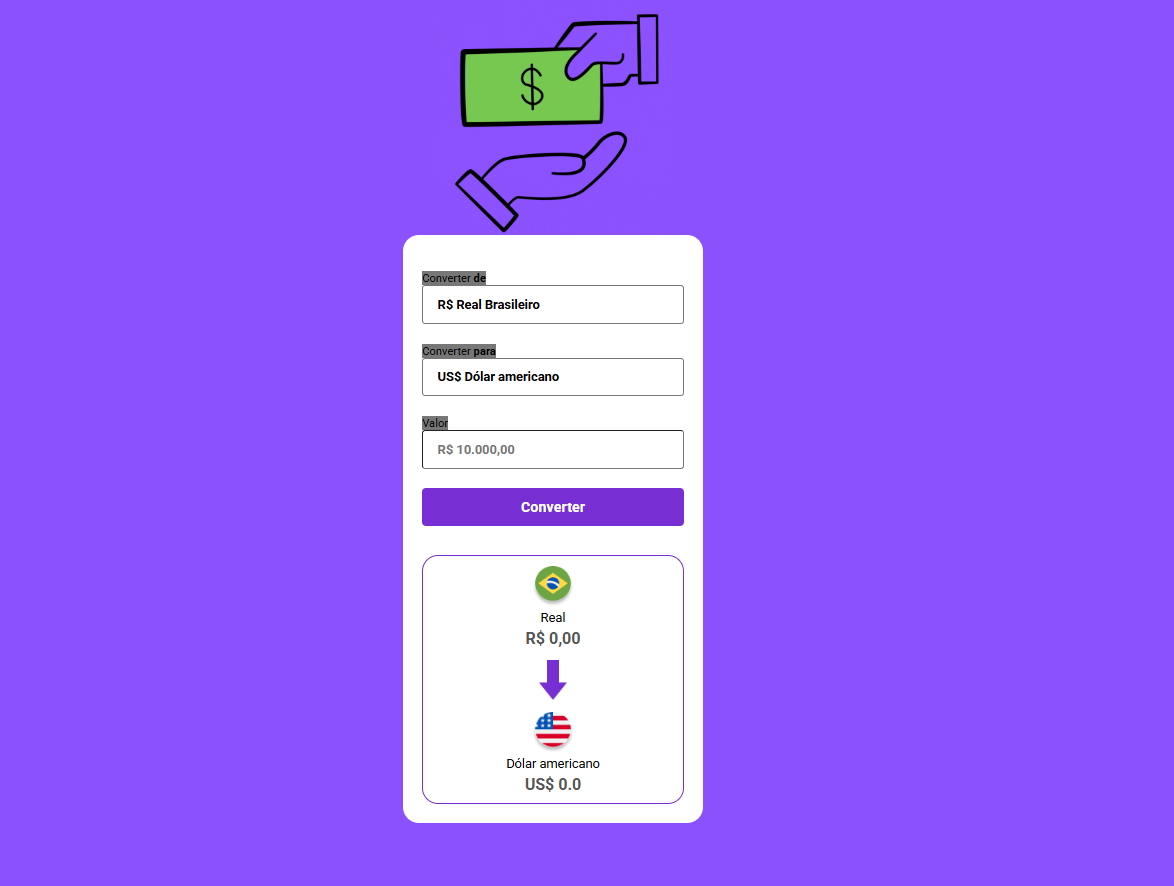 $
Converter de
R$ Real Brasileiro
Converter para
US$ Dólar americano
Valor
R$ 10.000,00
Converter
Real
R$ 0,00
Dólar americano
US$ 0.0